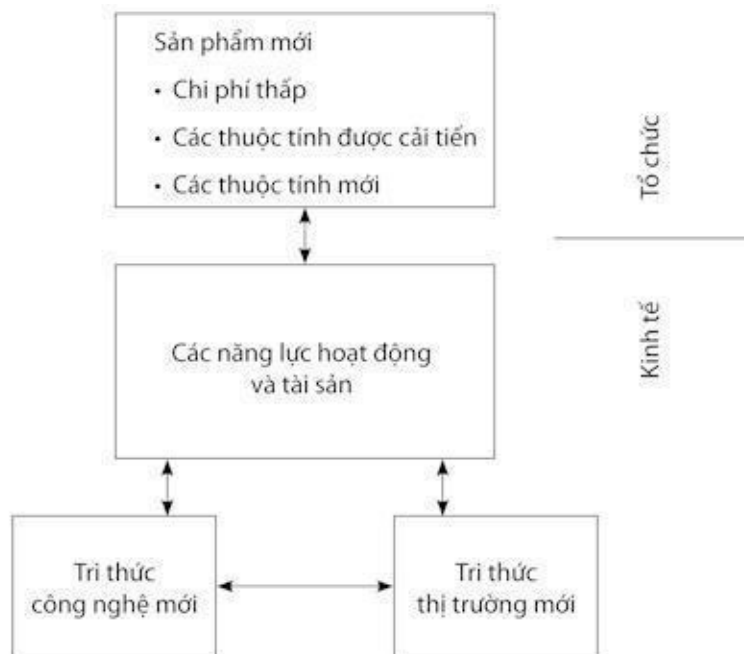 Sản phẩm mới
• Chi phí thấp
• Các thuộc tính được cải tiến
• Các thuộc tính mới
Tổ chức
Kinh tế
Các năng lực hoạt động
và tài sản
Tri thức
công nghệ mới
Tri thức
thị trường mới